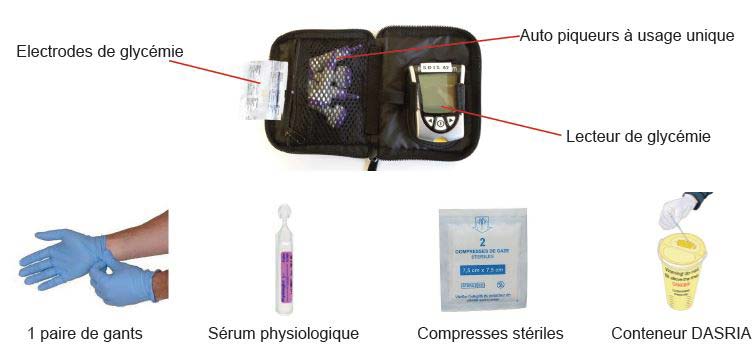 Electrodes de glycémie
Auto piqueurs à usage unique
Lecteur de glycémie
2
COMPRESSES DE GAZE
STERILES
7,5 cm x 7,5 cm
1 paire de gants
Sérum physiologique
Compresses stériles
Conteneur DASRIA